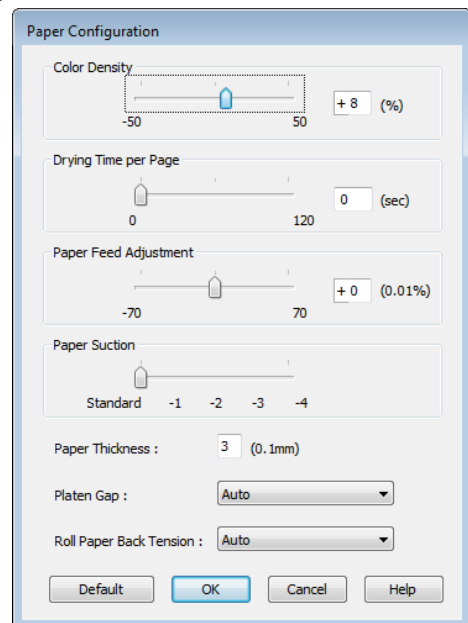 Paper Configuration
Color Density
+ 8 (%)
-50 50
Drying Time per Page
0 (sec)
0 120
Paper Feed Adjustment
+ 0 (0.01%)
-70 70
Paper Suction
Standard -1 -2 -3 -4
Paper Thickness : 3 (0.1mm)
Platen Gap : Auto
Roll Paper Back Tension : Auto
Default OK Cancel Help